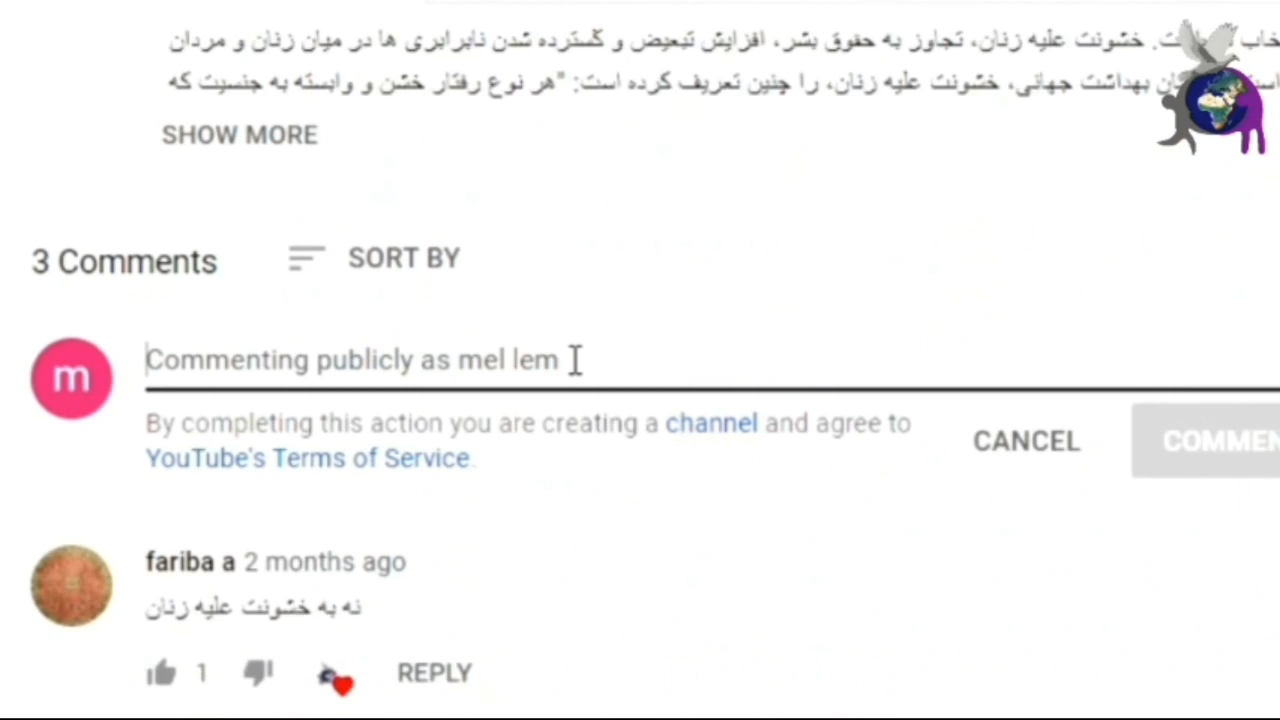 خشونت علیه زنان، تجاوز به حقوق بشر، افزایش تبعیض و گسترده شدن نابرابری ها در میان زنان و مردان
بهداشت جهانی، خشونت علیه زنان، را چنین تعریف کرده است: "هر نوع رفتار خشن و وابسته به جنسیت که
SHOW MORE
3 Comments SORT BY
m Commenting publicly as mel lem
By completing this action you are creating a channel and agree to
YouTube's Terms of Service.
CANCEL
fariba a 2 months ago
نه به خشونت علیه زنان
1 REPLY